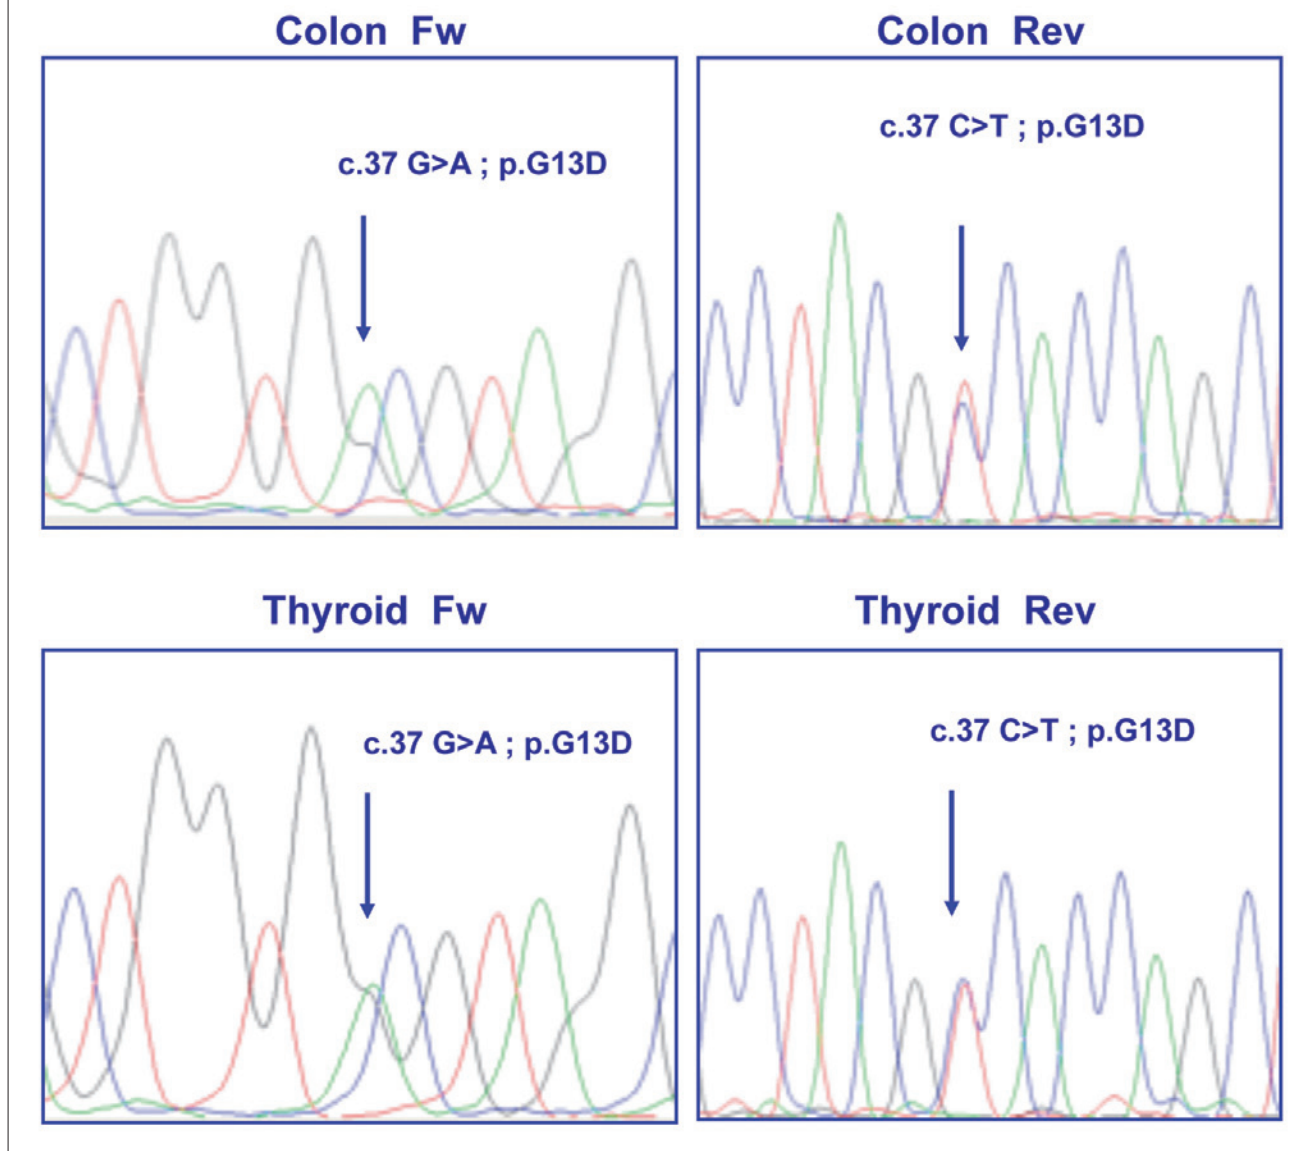 Colon Fw
Colon Rev
c.37 G>A ; p.G13D
c.37 C>T ; p.G13D
Thyroid Fw
Thyroid Rev
c.37 G>A ; p.G13D
c.37 C>T ; p.G13D